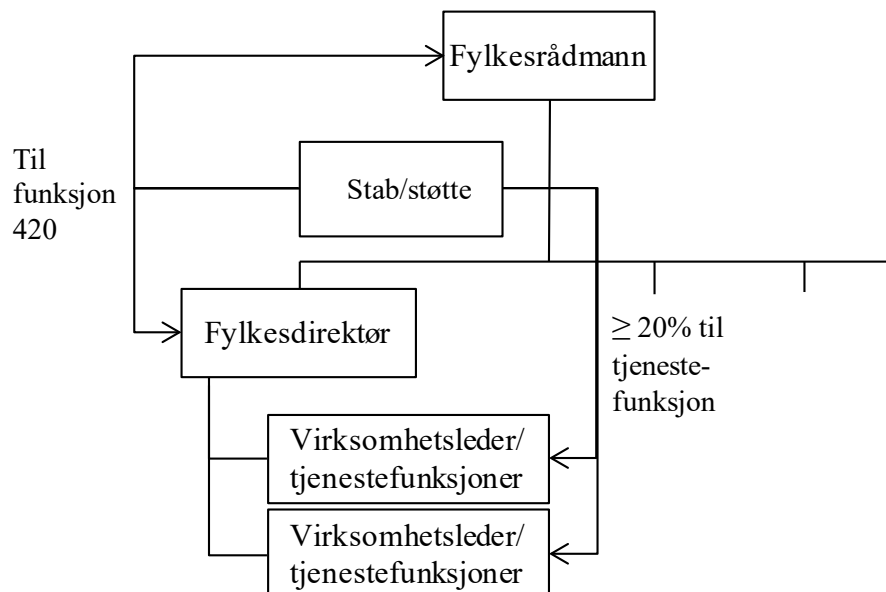 Fylkesrådmann
Til
funksjon
420
Stab/støtte
Fylkesdirektør
≥ 20% til
tjeneste-
funksjon
Virksomhetsleder/
tjenestefunksjoner
Virksomhetsleder/
tjenestefunksjoner